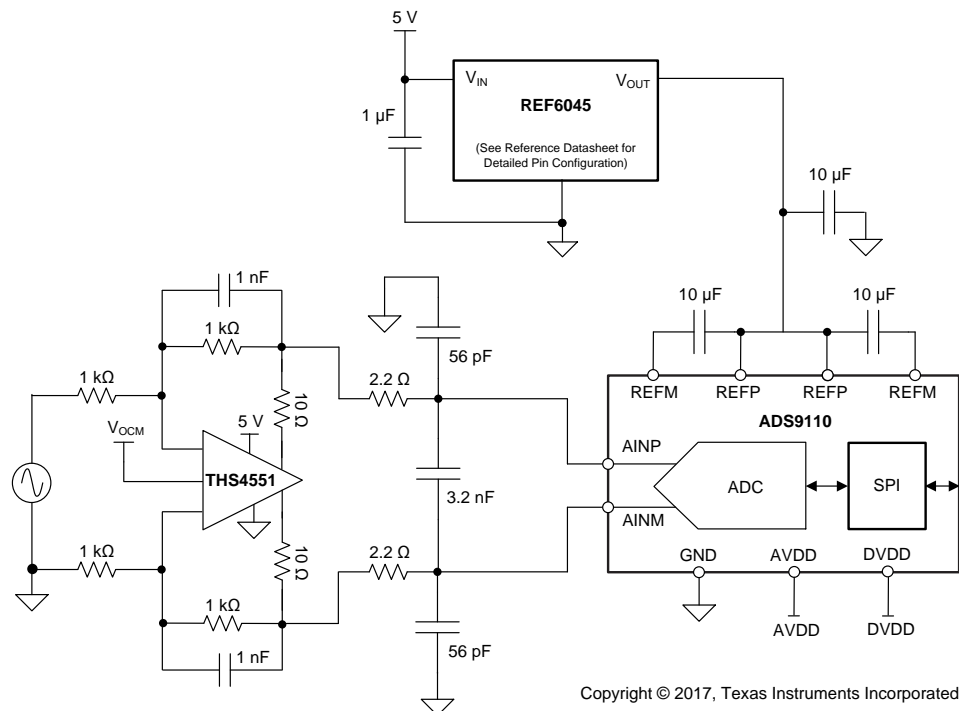 5 V
V_IN
V_OUT
REF6045
1 µF
(See Reference Datasheet for
Detailed Pin Configuration)
10 µF
1 nF
10 µF
10 µF
1 kΩ
56 pF
1 kΩ
2.2 Ω
REFM
REFP
REFP
REFM
10 Ω
ADS9110
5 V
V_OCM
AINP
THS4551
3.2 nF
ADC
SPI
AINM
2.2 Ω
10 Ω
1 kΩ
GND
AVDD
DVDD
1 kΩ
1 nF
56 pF
AVDD
DVDD
Copyright © 2017, Texas Instruments Incorporated